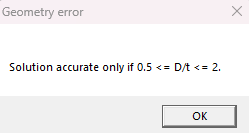 Geometry error
Solution accurate only if 0.5 <= D/t <= 2.
OK